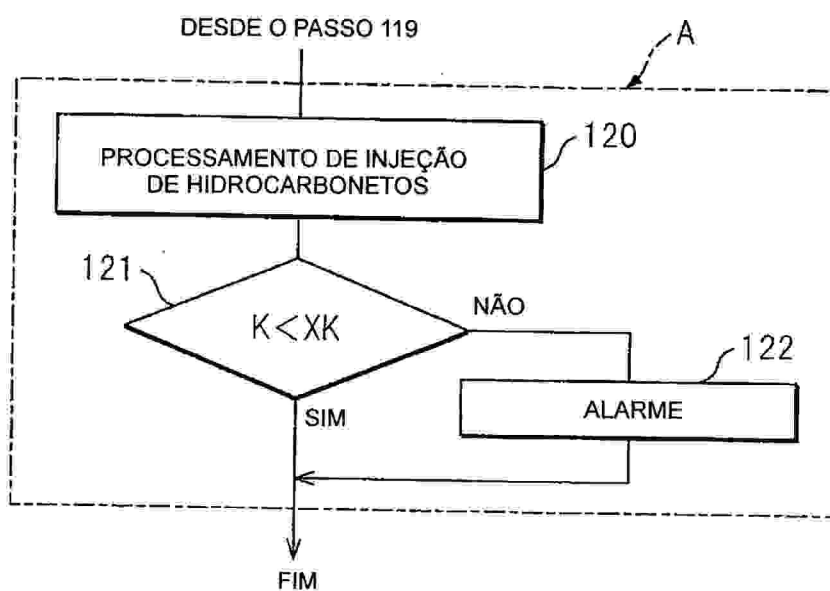 DESDE O PASSO 119
A
PROCESSAMENTO DE INJEÇÃO
DE HIDROCARBONETOS
120
121
K<XK
NÃO
122
ALARME
SIM
FIM